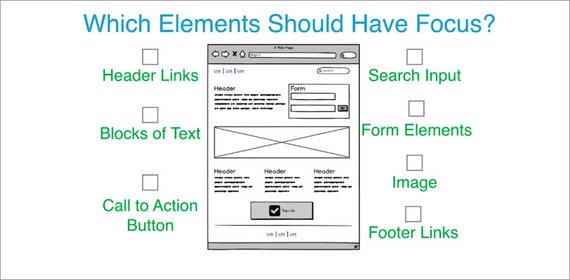 Which Elements Should Have Focus?
Header Links
Blocks of Text
Call to Action
Button
A Web Page
http://
Link | Link | Link
search
Header
Form
Header
Header
Header
Sign Up
Link | Link | Link
Search Input
Form Elements
Image
Footer Links